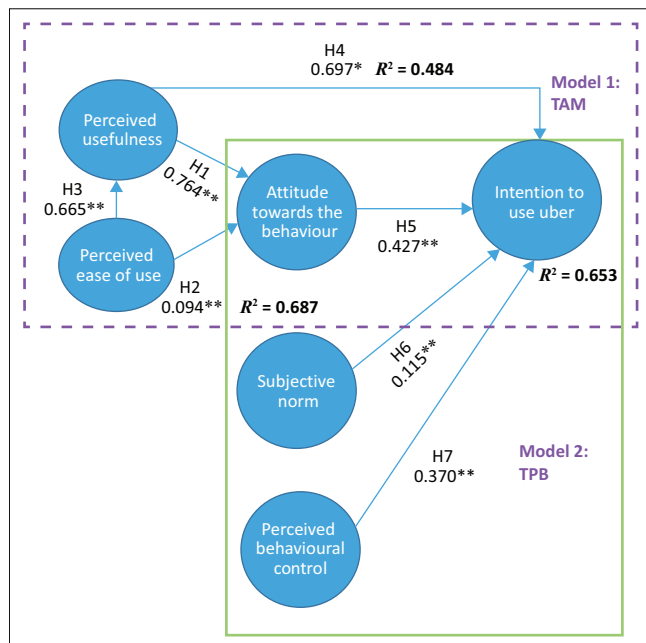 H4
0.697* R² = 0.484
Model 1:
TAM
Perceived
usefulness
H1
0.764**
H3
0.665**
Attitude
towards the
behaviour
Intention to
use uber
H5
0.427**
Perceived
ease of use
H2
0.094**
R² = 0.687
R² = 0.653
H6
0.115**
Subjective
norm
H7
0.370**
Model 2:
TPB
Perceived
behavioural
control